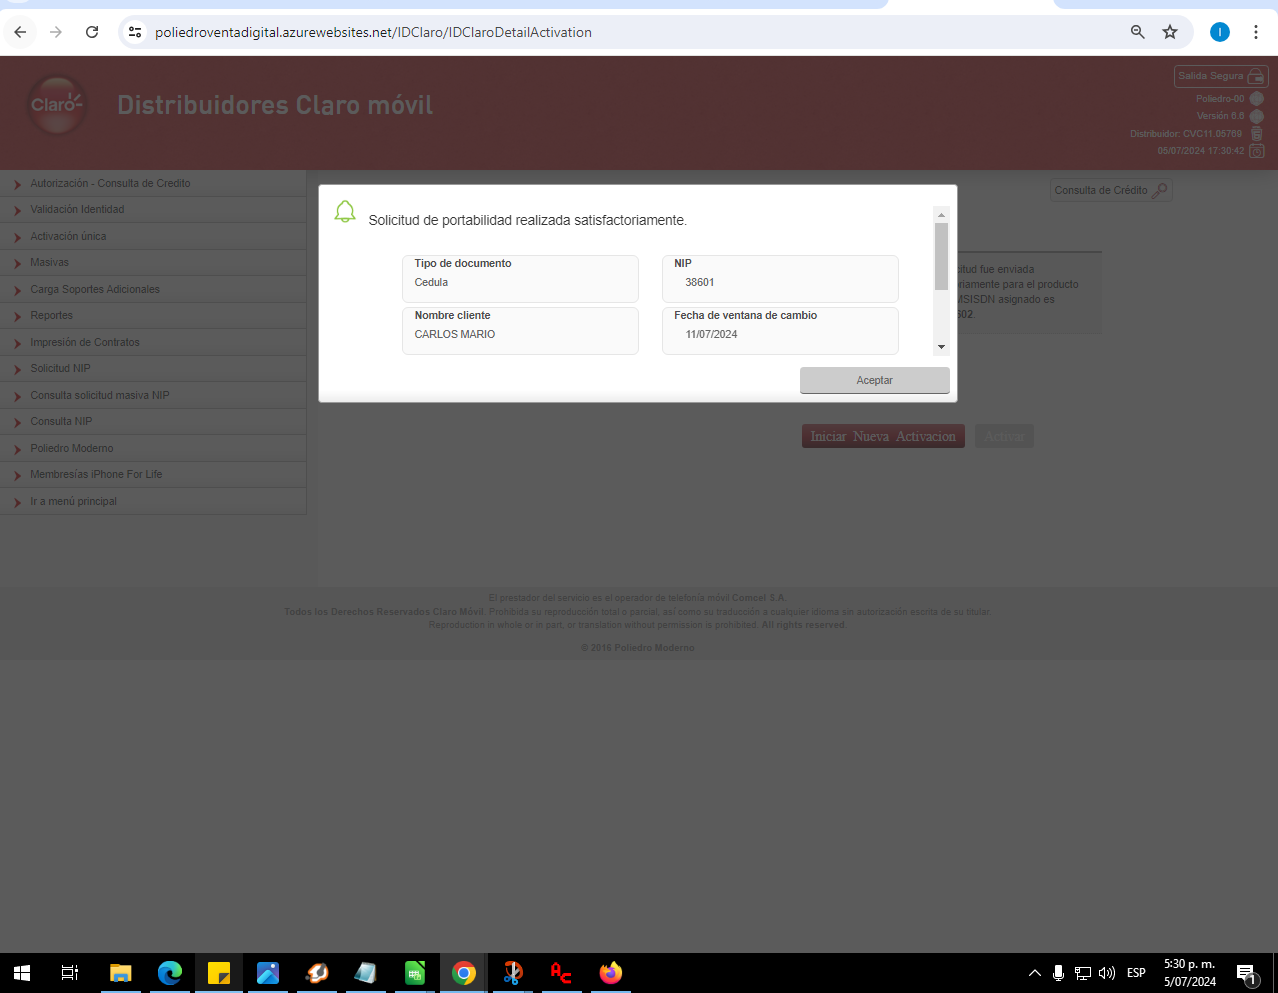 poliedroventadigital.azurewebsites.net/IDClaro/IDClaroDetailActivation
I
Claro
Distribuidores Claro móvil
Salida Segura
Poliedro-00
Versión 6.6
Distribuidor: CVC11.05769
05/07/2024 17:30:42
Autorización - Consulta de Credito
Validación Identidad
Activación única
Masivas
Carga Soportes Adicionales
Reportes
Impresión de Contratos
Solicitud NIP
Consulta solicitud masiva NIP
Consulta NIP
Poliedro Moderno
Membresías iPhone For Life
Ir a menú principal
Consulta de Crédito
Solicitud de portabilidad realizada satisfactoriamente.
Tipo de documento
Cedula
NIP
38601
Nombre cliente
CARLOS MARIO
Fecha de ventana de cambio
11/07/2024
Aceptar
citud fue enviada
riamente para el producto
MSISDN asignado es
602
Iniciar Nueva Activacion
Activar
El prestador del servicio es el operador de telefonía móvil Comcel S.A.
Todos los Derechos Reservados Claro Móvil. Prohibida su reproducción total o parcial, así como su traducción a cualquier idioma sin autorización escrita de su titular.
Reproduction in whole or in part, or translation without permission is prohibited. All rights reserved.
© 2016 Poliedro Moderno
ESP
5:30 p. m.
5/07/2024
1